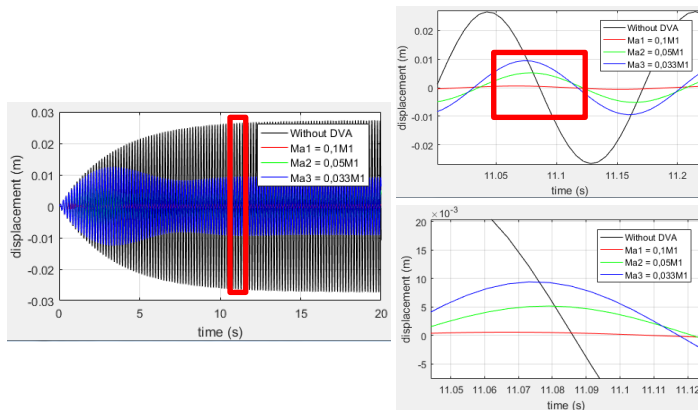 0.03
0.02
0.01
0
-0.01
-0.02
-0.03
displacement (m)
0
5
10
15
20
time (s)
Without DVA
Ma1 = 0,1M1
Ma2 = 0,05M1
Ma3 = 0,033M1
0.02
0.01
0
-0.01
-0.02
displacement (m)
11.05
11.1
11.15
11.2
time (s)
Without DVA
Ma1 = 0,1M1
Ma2 = 0,05M1
Ma3 = 0,033M1
× 10⁻³
20
15
10
5
0
-5
displacement (m)
11.05
11.06
11.07
11.08
11.09
11.1
11.11
11.12
time (s)
Without DVA
Ma1 = 0,1M1
Ma2 = 0,05M1
Ma3 = 0,033M1